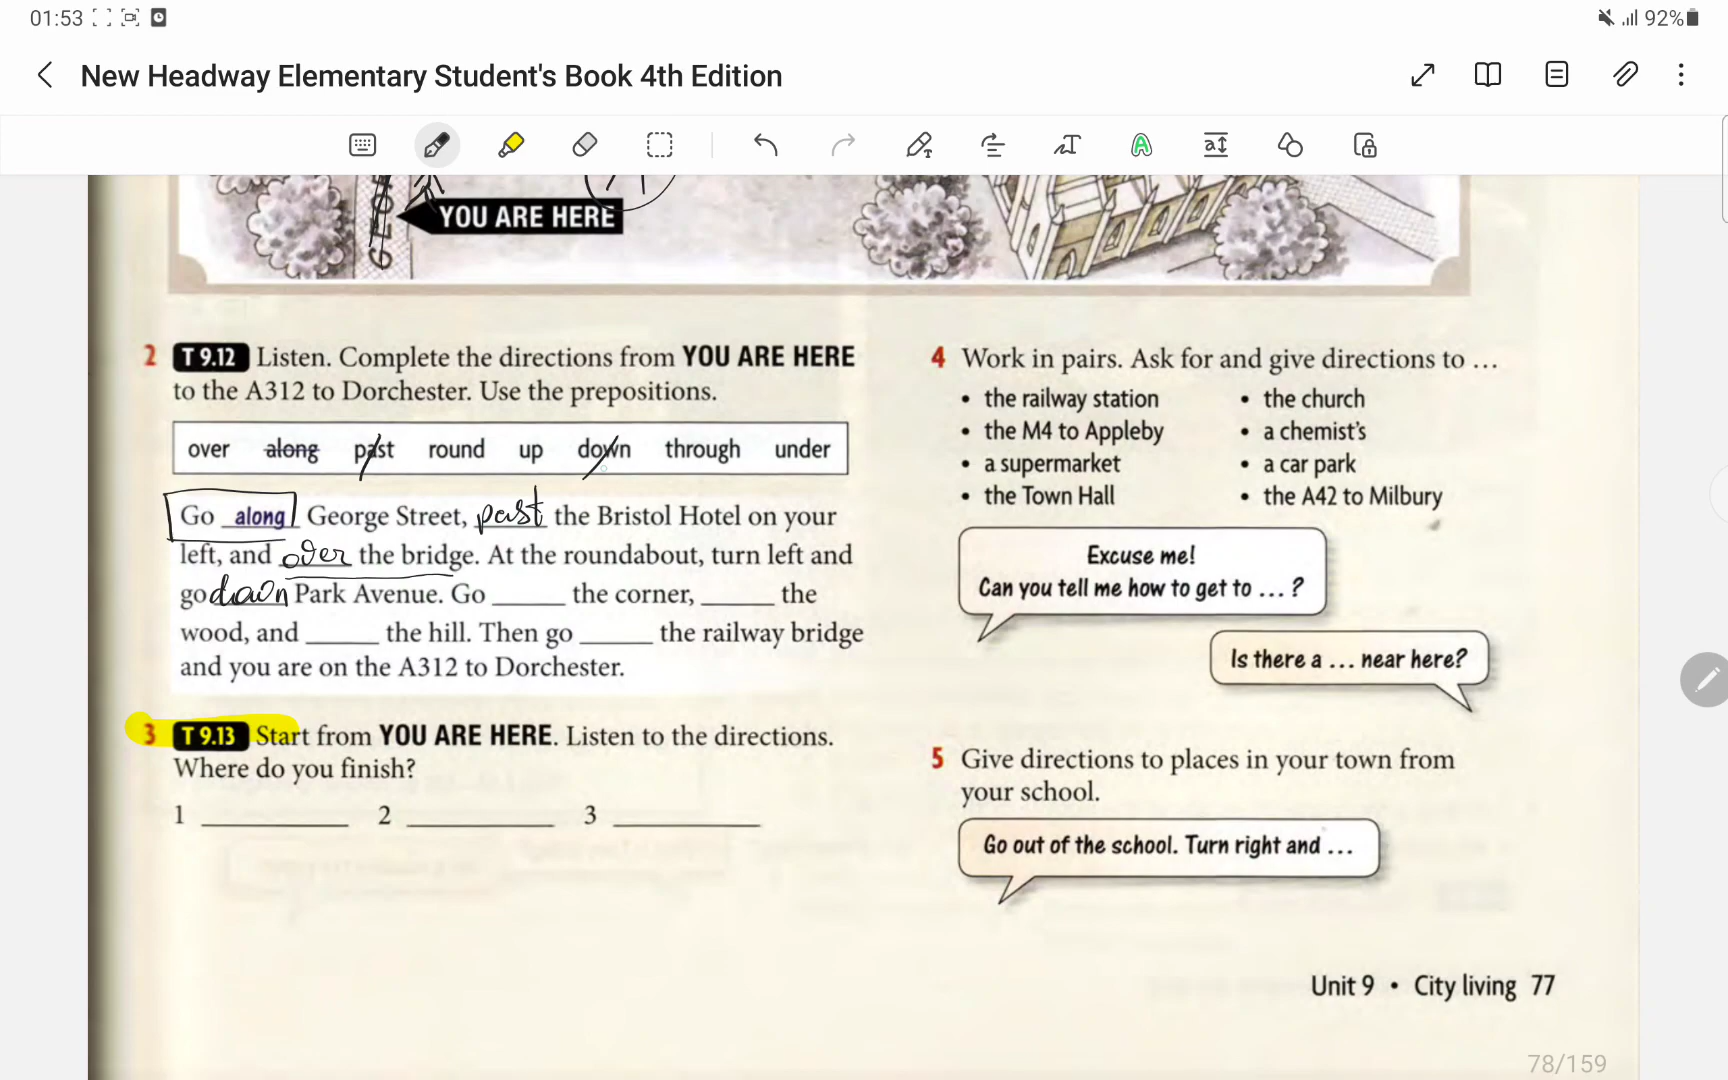 01:53
92%
New Headway Elementary Student's Book 4th Edition
YOU ARE HERE
2 T 9.12 Listen. Complete the directions from YOU ARE HERE
to the A312 to Dorchester. Use the prepositions.
over along past round up down through under
Go along George Street, past the Bristol Hotel on your
left, and over the bridge. At the roundabout, turn left and
go down Park Avenue. Go ______ the corner, ______ the
wood, and ______ the hill. Then go ______ the railway bridge
and you are on the A312 to Dorchester.
3 T 9.13 Start from YOU ARE HERE. Listen to the directions.
Where do you finish?
1 ____________ 2 ____________ 3 ____________
4 Work in pairs. Ask for and give directions to …
• the railway station • the church
• the M4 to Appleby • a chemist's
• a supermarket • a car park
• the Town Hall • the A42 to Milbury
Excuse me!
Can you tell me how to get to … ?
Is there a … near here?
5 Give directions to places in your town from
your school.
Go out of the school. Turn right and …
Unit 9 • City living 77
78/159